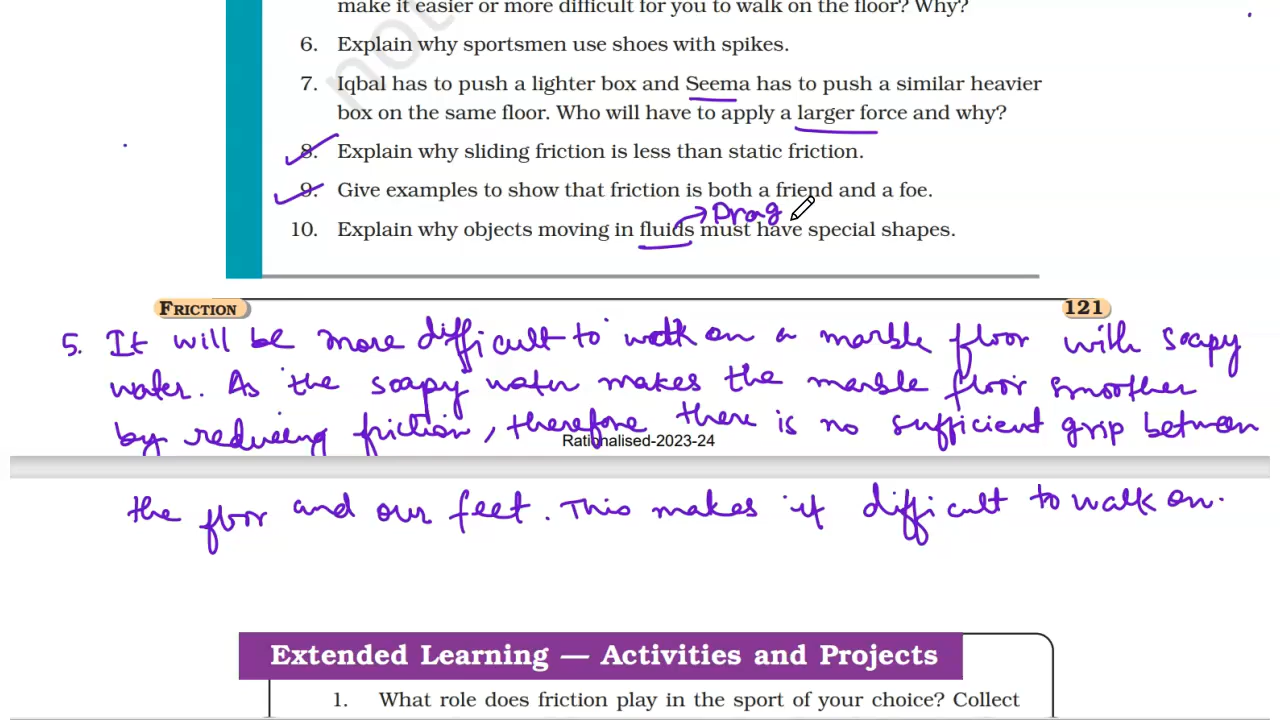 make it easier or more difficult for you to walk on the floor? Why?
6. Explain why sportsmen use shoes with spikes.
7. Iqbal has to push a lighter box and Seema has to push a similar heavier
box on the same floor. Who will have to apply a larger force and why?
8. Explain why sliding friction is less than static friction.
9. Give examples to show that friction is both a friend and a foe.
Drag
10. Explain why objects moving in fluids must have special shapes.
FRICTION 121
5. It will be more difficult to walk on a marble floor with soapy
water. As the soapy water makes the marble floor smoother
by reducing friction, therefore there is no sufficient grip between
Rationalised-2023-24
the floor and our feet. This makes it difficult to walk on.
Extended Learning — Activities and Projects
1. What role does friction play in the sport of your choice? Collect
not